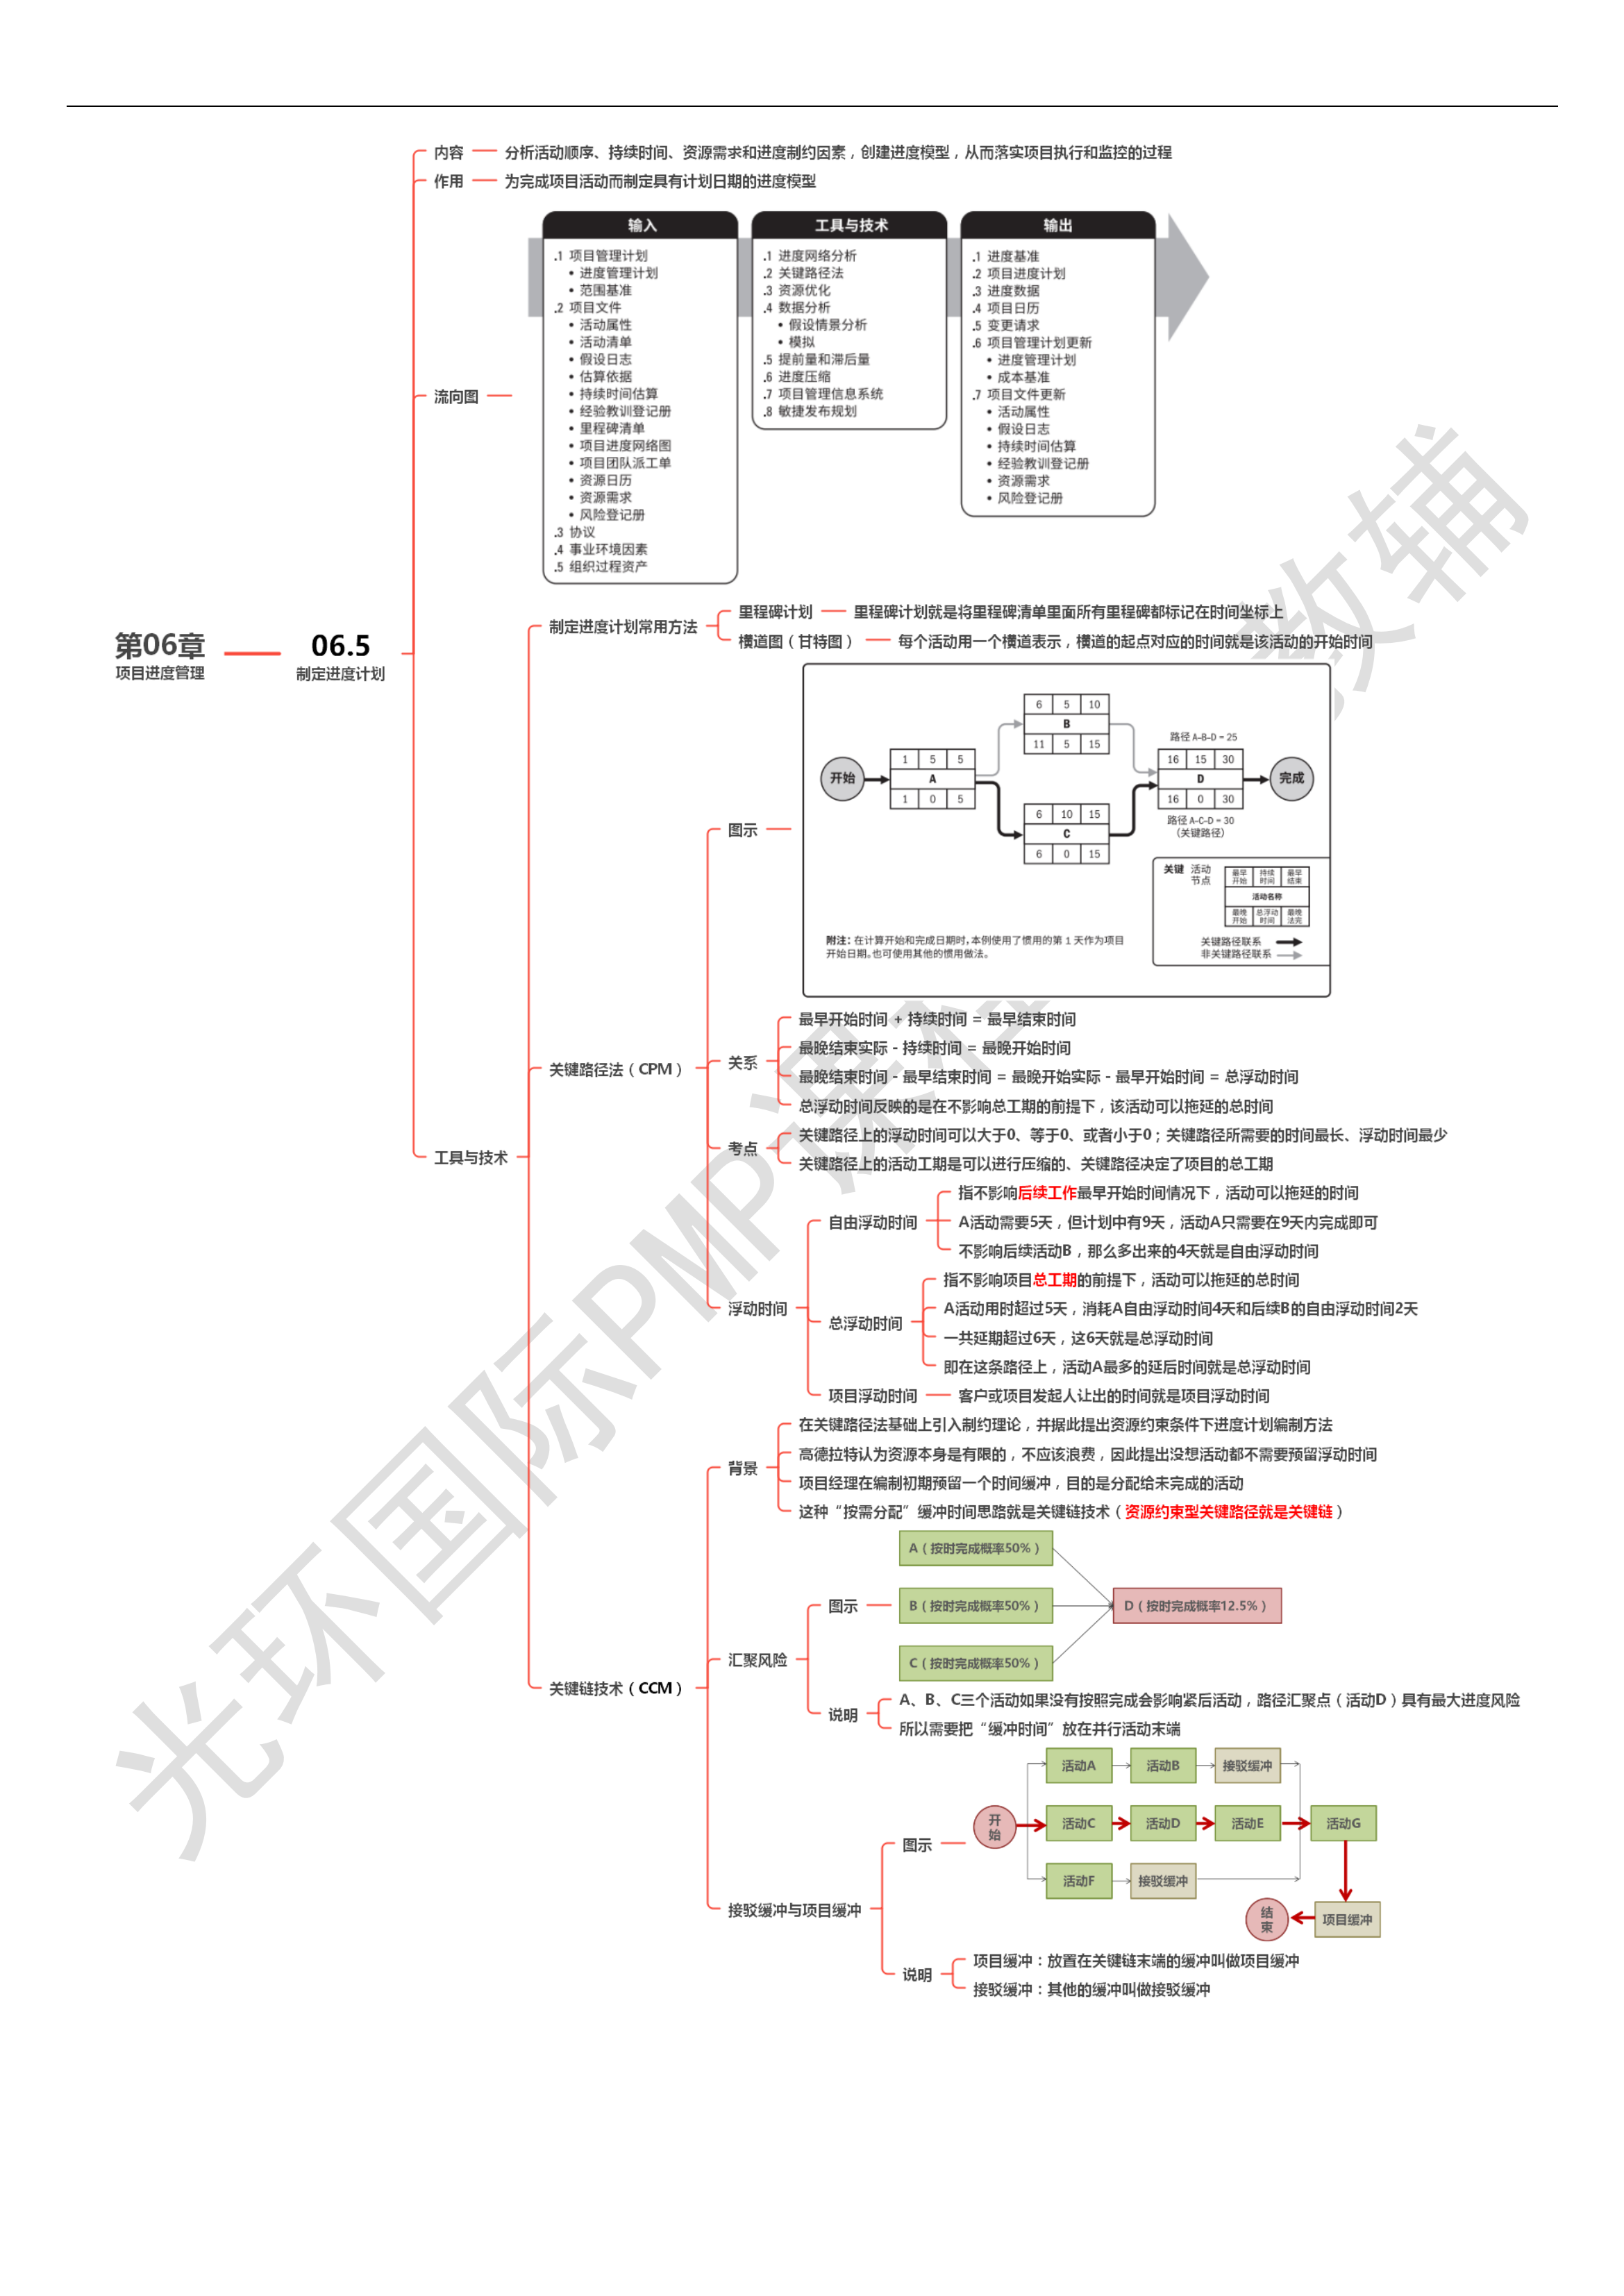 第06章
项目进度管理
06.5
制定进度计划
内容
分析活动顺序、持续时间、资源需求和进度制约因素，创建进度模型，从而落实项目执行和监控的过程
作用
为完成项目活动而制定具有计划日期的进度模型
流向图
输入
.1 项目管理计划
• 进度管理计划
• 范围基准
.2 项目文件
• 活动属性
• 活动清单
• 假设日志
• 估算依据
• 持续时间估算
• 经验教训登记册
• 里程碑清单
• 项目进度网络图
• 项目团队派工单
• 资源日历
• 资源需求
• 风险登记册
.3 协议
.4 事业环境因素
.5 组织过程资产
工具与技术
.1 进度网络分析
.2 关键路径法
.3 资源优化
.4 数据分析
• 假设情景分析
• 模拟
.5 提前量和滞后量
.6 进度压缩
.7 项目管理信息系统
.8 敏捷发布规划
输出
.1 进度基准
.2 项目进度计划
.3 进度数据
.4 项目日历
.5 变更请求
.6 项目管理计划更新
• 进度管理计划
• 成本基准
.7 项目文件更新
• 活动属性
• 假设日志
• 持续时间估算
• 经验教训登记册
• 资源需求
• 风险登记册
工具与技术
制定进度计划常用方法
里程碑计划
里程碑计划就是将里程碑清单里面所有里程碑都标记在时间坐标上
横道图（甘特图）
每个活动用一个横道表示，横道的起点对应的时间就是该活动的开始时间
关键路径法（CPM）
图示
开始
1 5 5
A
1 0 5
6 5 10
B
11 5 15
6 10 15
C
6 0 15
路径 A-B-D = 25
16 15 30
D
16 0 30
路径 A-C-D = 30
（关键路径）
完成
关键 活动
节点
最早开始 持续时间 最早结束
活动名称
最晚开始 总浮动时间 最晚法完
关键路径联系
非关键路径联系
附注：在计算开始和完成日期时，本例使用了惯用的第 1 天作为项目
开始日期。也可使用其他的惯用做法。
关系
最早开始时间 + 持续时间 = 最早结束时间
最晚结束实际 - 持续时间 = 最晚开始时间
最晚结束时间 - 最早结束时间 = 最晚开始实际 - 最早开始时间 = 总浮动时间
总浮动时间反映的是在不影响总工期的前提下，该活动可以拖延的总时间
考点
关键路径上的浮动时间可以大于0、等于0、或者小于0；关键路径所需要的时间最长、浮动时间最少
关键路径上的活动工期是可以进行压缩的、关键路径决定了项目的总工期
浮动时间
自由浮动时间
指不影响后续工作最早开始时间情况下，活动可以拖延的时间
A活动需要5天，但计划中有9天，活动A只需要在9天内完成即可
不影响后续活动B，那么多出来的4天就是自由浮动时间
总浮动时间
指不影响项目总工期的前提下，活动可以拖延的总时间
A活动用时超过5天，消耗A自由浮动时间4天和后续B的自由浮动时间2天
一共延期超过6天，这6天就是总浮动时间
即在这条路径上，活动A最多的延后时间就是总浮动时间
项目浮动时间
客户或项目发起人让出的时间就是项目浮动时间
关键链技术（CCM）
背景
在关键路径法基础上引入制约理论，并据此提出资源约束条件下进度计划编制方法
高德拉特认为资源本身是有限的，不应该浪费，因此提出没想活动都不需要预留浮动时间
项目经理在编制初期预留一个时间缓冲，目的是分配给未完成的活动
这种“按需分配”缓冲时间思路就是关键链技术（资源约束型关键路径就是关键链）
汇聚风险
图示
A（按时完成概率50%）
B（按时完成概率50%）
C（按时完成概率50%）
D（按时完成概率12.5%）
说明
A、B、C三个活动如果没有按照完成会影响紧后活动，路径汇聚点（活动D）具有最大进度风险
所以需要把“缓冲时间”放在并行活动末端
接驳缓冲与项目缓冲
图示
开始
活动A
活动B
接驳缓冲
活动C
活动D
活动E
活动G
活动F
接驳缓冲
结束
项目缓冲
说明
项目缓冲：放置在关键链末端的缓冲叫做项目缓冲
接驳缓冲：其他的缓冲叫做接驳缓冲
光环国际PMP课程教辅